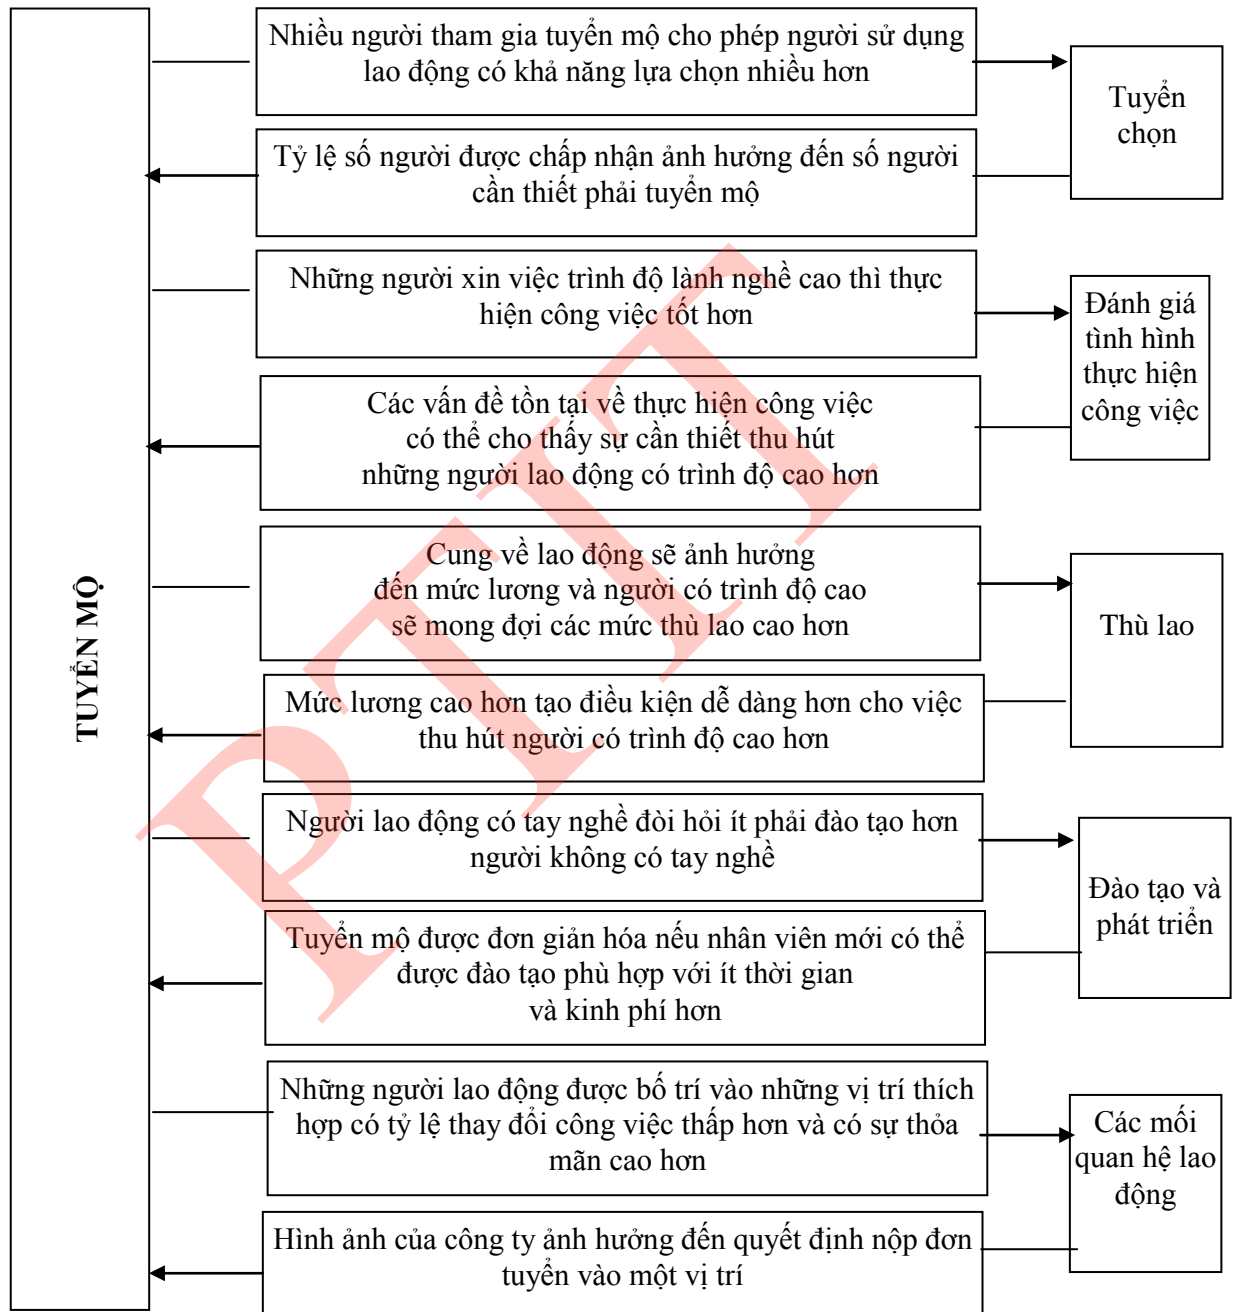 Nhiều người tham gia tuyển mộ cho phép người sử dụng
lao động có khả năng lựa chọn nhiều hơn
Tuyển
chọn
Tỷ lệ số người được chấp nhận ảnh hưởng đến số người
cần thiết phải tuyển mộ
Những người xin việc trình độ lành nghề cao thì thực
hiện công việc tốt hơn
Đánh giá
tình hình
thực hiện
công việc
Các vấn đề tồn tại về thực hiện công việc
có thể cho thấy sự cần thiết thu hút
những người lao động có trình độ cao hơn
TUYỂN MỘ
Cung về lao động sẽ ảnh hưởng
đến mức lương và người có trình độ cao
sẽ mong đợi các mức thù lao cao hơn
Thù lao
Mức lương cao hơn tạo điều kiện dễ dàng hơn cho việc
thu hút người có trình độ cao hơn
Người lao động có tay nghề đòi hỏi ít phải đào tạo hơn
người không có tay nghề
Đào tạo và
phát triển
Tuyển mộ được đơn giản hóa nếu nhân viên mới có thể
được đào tạo phù hợp với ít thời gian
và kinh phí hơn
Những người lao động được bố trí vào những vị trí thích
hợp có tỷ lệ thay đổi công việc thấp hơn và có sự thỏa
mãn cao hơn
Các mối
quan hệ lao
động
Hình ảnh của công ty ảnh hưởng đến quyết định nộp đơn
tuyển vào một vị trí
PTIT